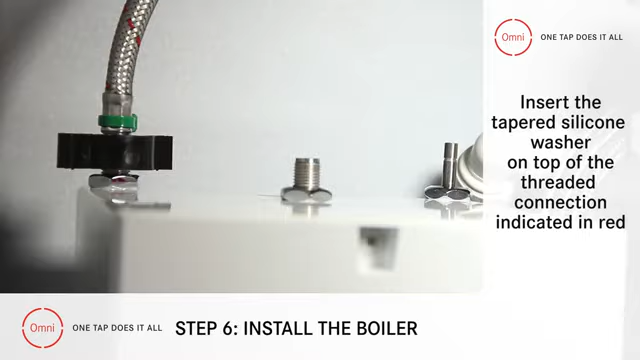 Omni ONE TAP DOES IT ALL
Insert the
tapered silicone
washer
on top of the
threaded
connection
indicated in red
Omni ONE TAP DOES IT ALL STEP 6: INSTALL THE BOILER